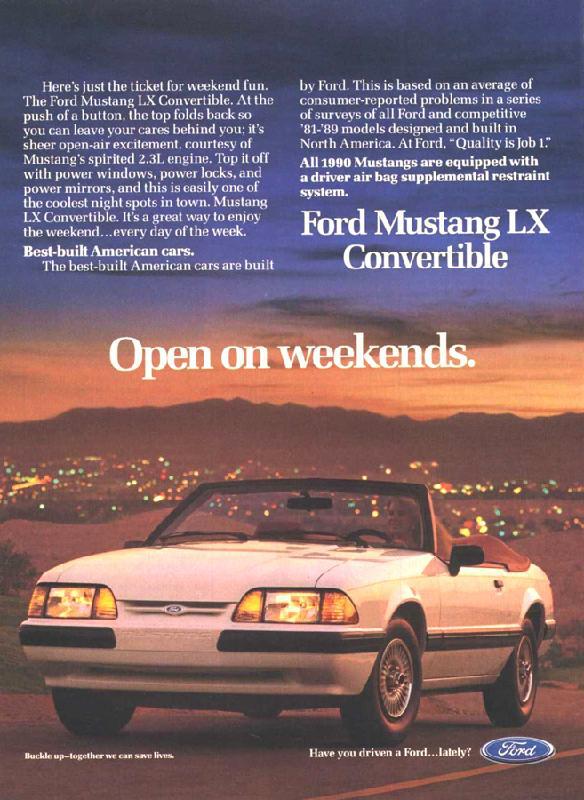 Here's just the ticket for weekend fun.
The Ford Mustang LX Convertible. At the
push of a button, the top folds back so
you can leave your cares behind you; it's
sheer open-air excitement, courtesy of
Mustang's spirited 2.3L engine. Top it off
with power windows, power locks, and
power mirrors, and this is easily one of
the coolest night spots in town. Mustang
LX Convertible. It's a great way to enjoy
the weekend...every day of the week.
Best-built American cars.
The best-built American cars are built
by Ford. This is based on an average of
consumer-reported problems in a series
of surveys of all Ford and competitive
'81-'89 models designed and built in
North America. At Ford, "Quality is Job 1."
All 1990 Mustangs are equipped with
a driver air bag supplemental restraint
system.
Ford Mustang LX
Convertible
Open on weekends.
Ford
Buckle up—together we can save lives.
Have you driven a Ford...lately?
Ford